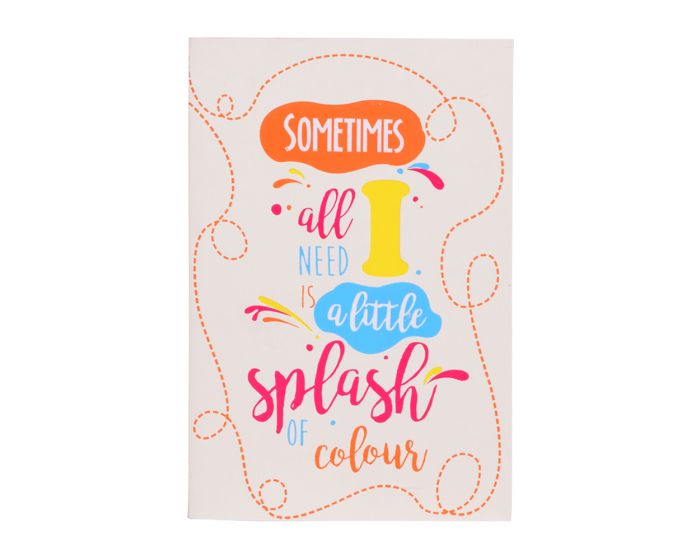 SOMETIMES
all I
NEED
IS a little
splash
OF colour